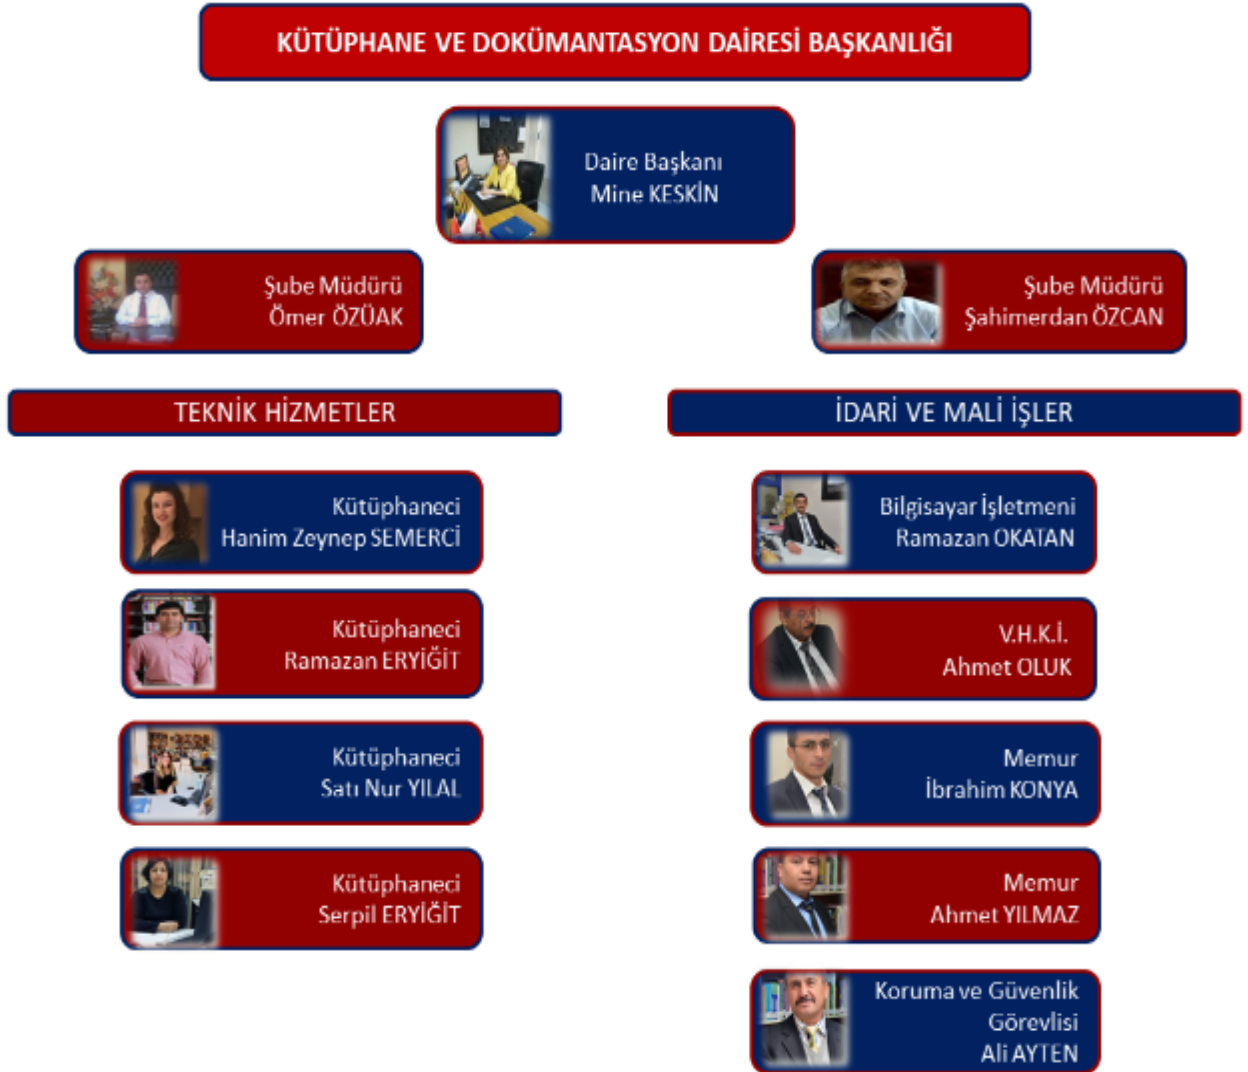 KÜTÜPHANE VE DOKÜMANTASYON DAİRESİ BAŞKANLIĞI
Daire Başkanı
Mine KESKİN
Şube Müdürü
Ömer ÖZÜAK
Şube Müdürü
Şahimerdan ÖZCAN
TEKNİK HİZMETLER
Kütüphaneci
Hanim Zeynep SEMERCİ
Kütüphaneci
Ramazan ERYİĞİT
Kütüphaneci
Satı Nur YILAL
Kütüphaneci
Serpil ERYİĞİT
İDARİ VE MALİ İŞLER
Bilgisayar İşletmeni
Ramazan OKATAN
V.H.K.İ.
Ahmet OLUK
Memur
İbrahim KONYA
Memur
Ahmet YILMAZ
Koruma ve Güvenlik
Görevlisi
Ali AYTEN